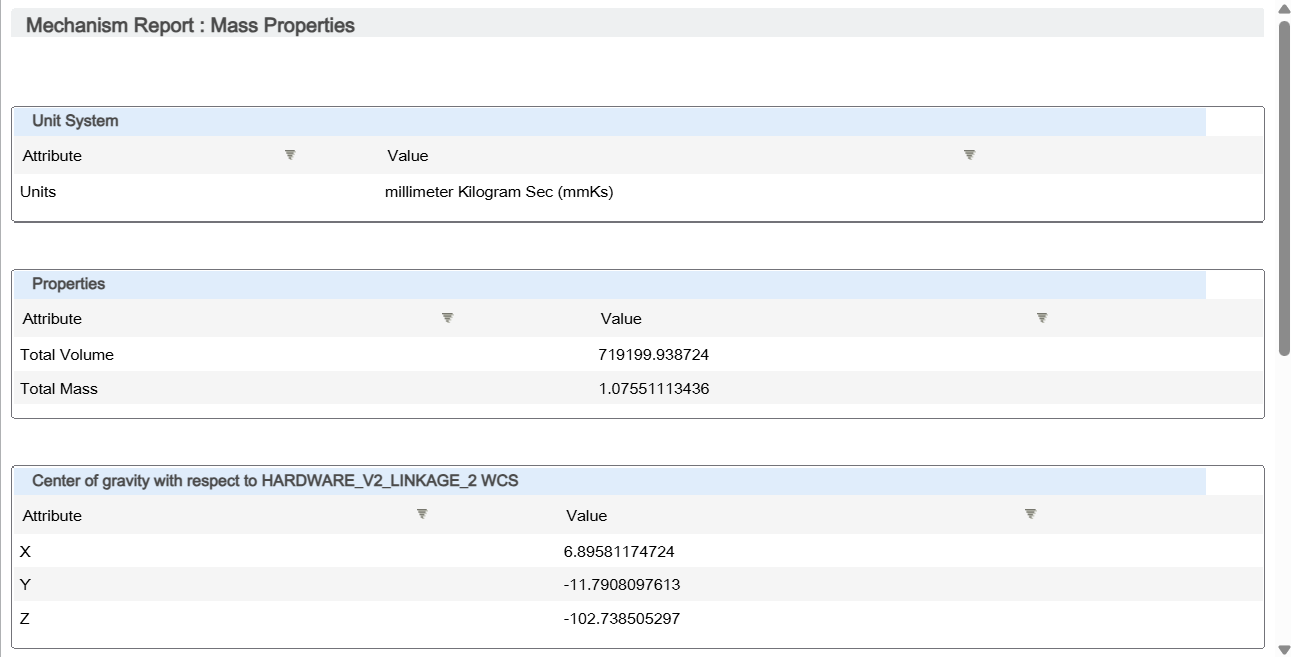 Mechanism Report : Mass Properties
Unit System
Attribute Value
Units millimeter Kilogram Sec (mmKs)
Properties
Attribute Value
Total Volume 719199.938724
Total Mass 1.07551113436
Center of gravity with respect to HARDWARE_V2_LINKAGE_2 WCS
Attribute Value
X 6.89581174724
Y -11.7908097613
Z -102.738505297